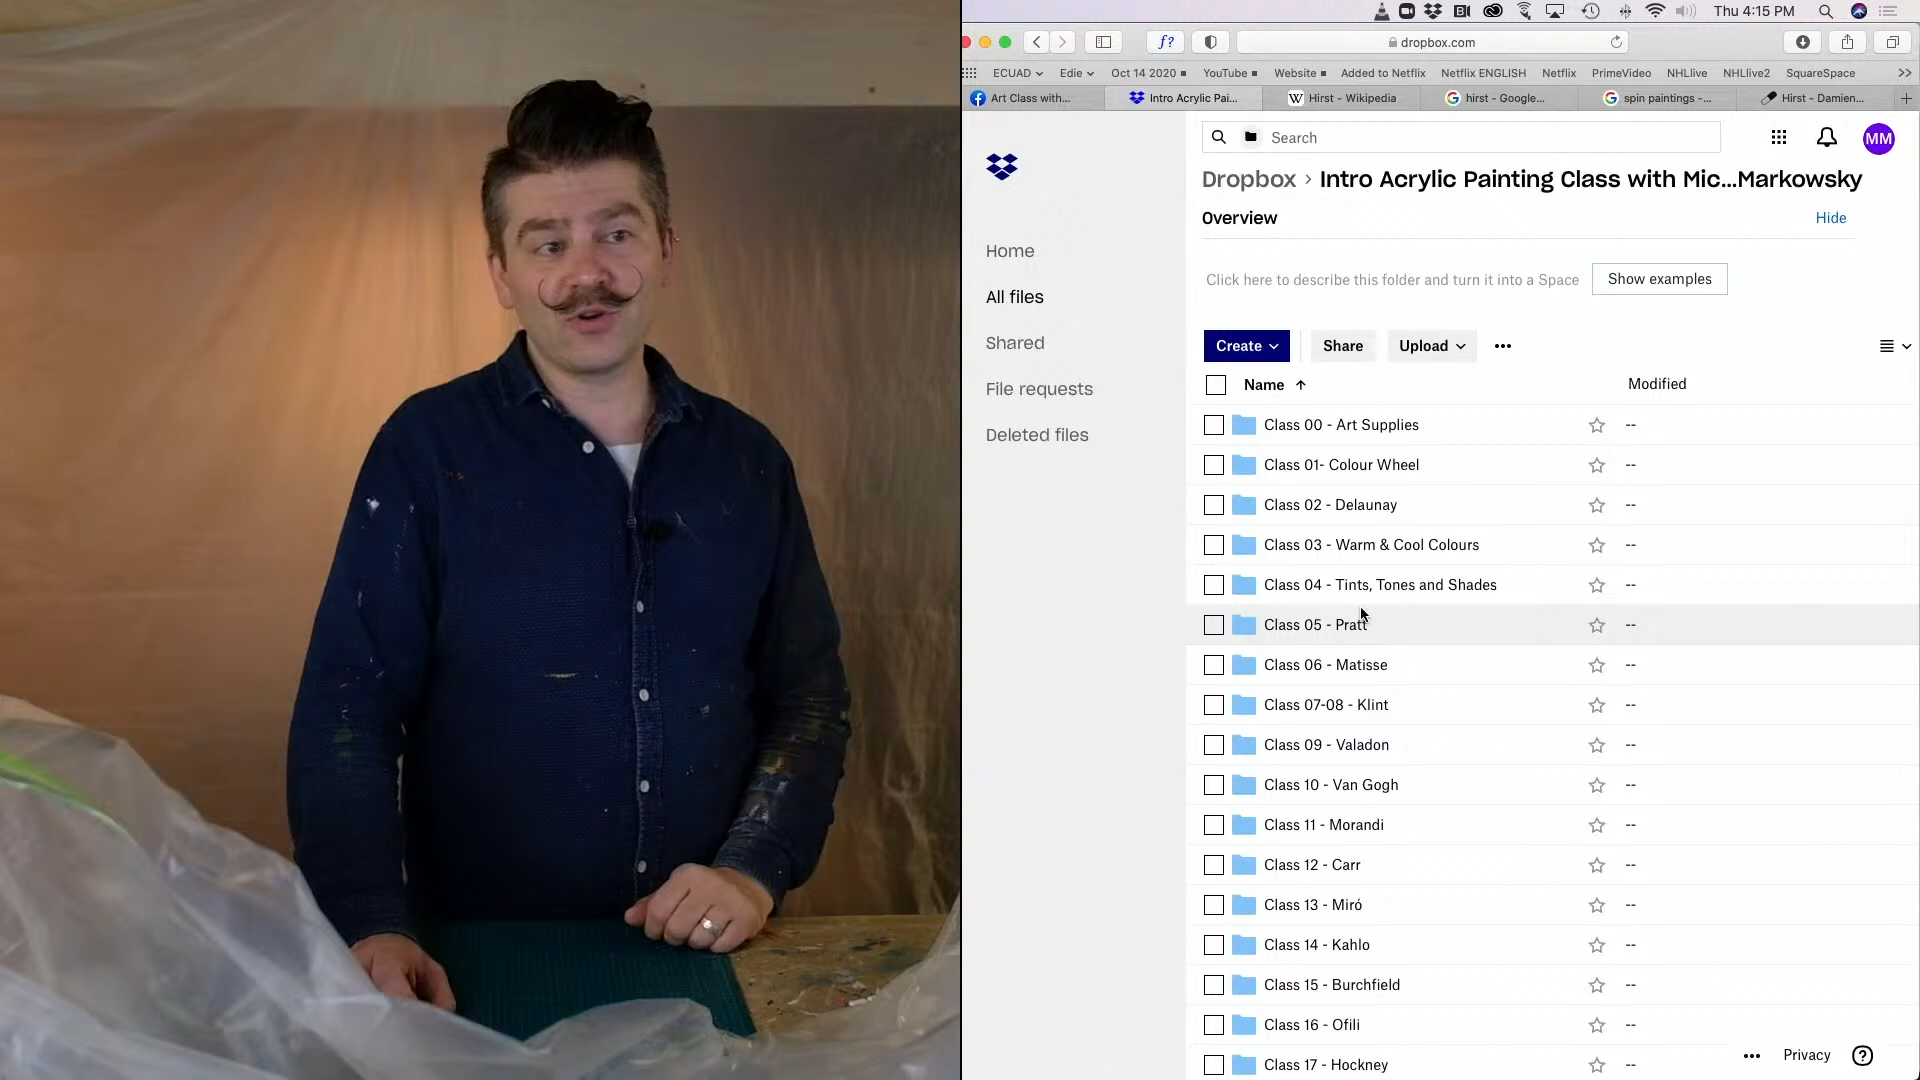 Thu 4:15 PM
dropbox.com
ECUAD Edie Oct 14 2020 YouTube Website Added to Netflix Netflix ENGLISH Netflix PrimeVideo NHLlive NHLlive2 SquareSpace >>
Art Class with... Intro Acrylic Pai... Hirst - Wikipedia hirst - Google... spin paintings -... Hirst - Damien...
Search
MM
Dropbox › Intro Acrylic Painting Class with Mic...Markowsky
Overview
Hide
Click here to describe this folder and turn it into a Space
Show examples
Home
All files
Shared
File requests
Deleted files
Create
Share
Upload
Name
Modified
Class 00 - Art Supplies --
Class 01- Colour Wheel --
Class 02 - Delaunay --
Class 03 - Warm & Cool Colours --
Class 04 - Tints, Tones and Shades --
Class 05 - Pratt --
Class 06 - Matisse --
Class 07-08 - Klint --
Class 09 - Valadon --
Class 10 - Van Gogh --
Class 11 - Morandi --
Class 12 - Carr --
Class 13 - Miró --
Class 14 - Kahlo --
Class 15 - Burchfield --
Class 16 - Ofili --
Class 17 - Hockney --
Privacy